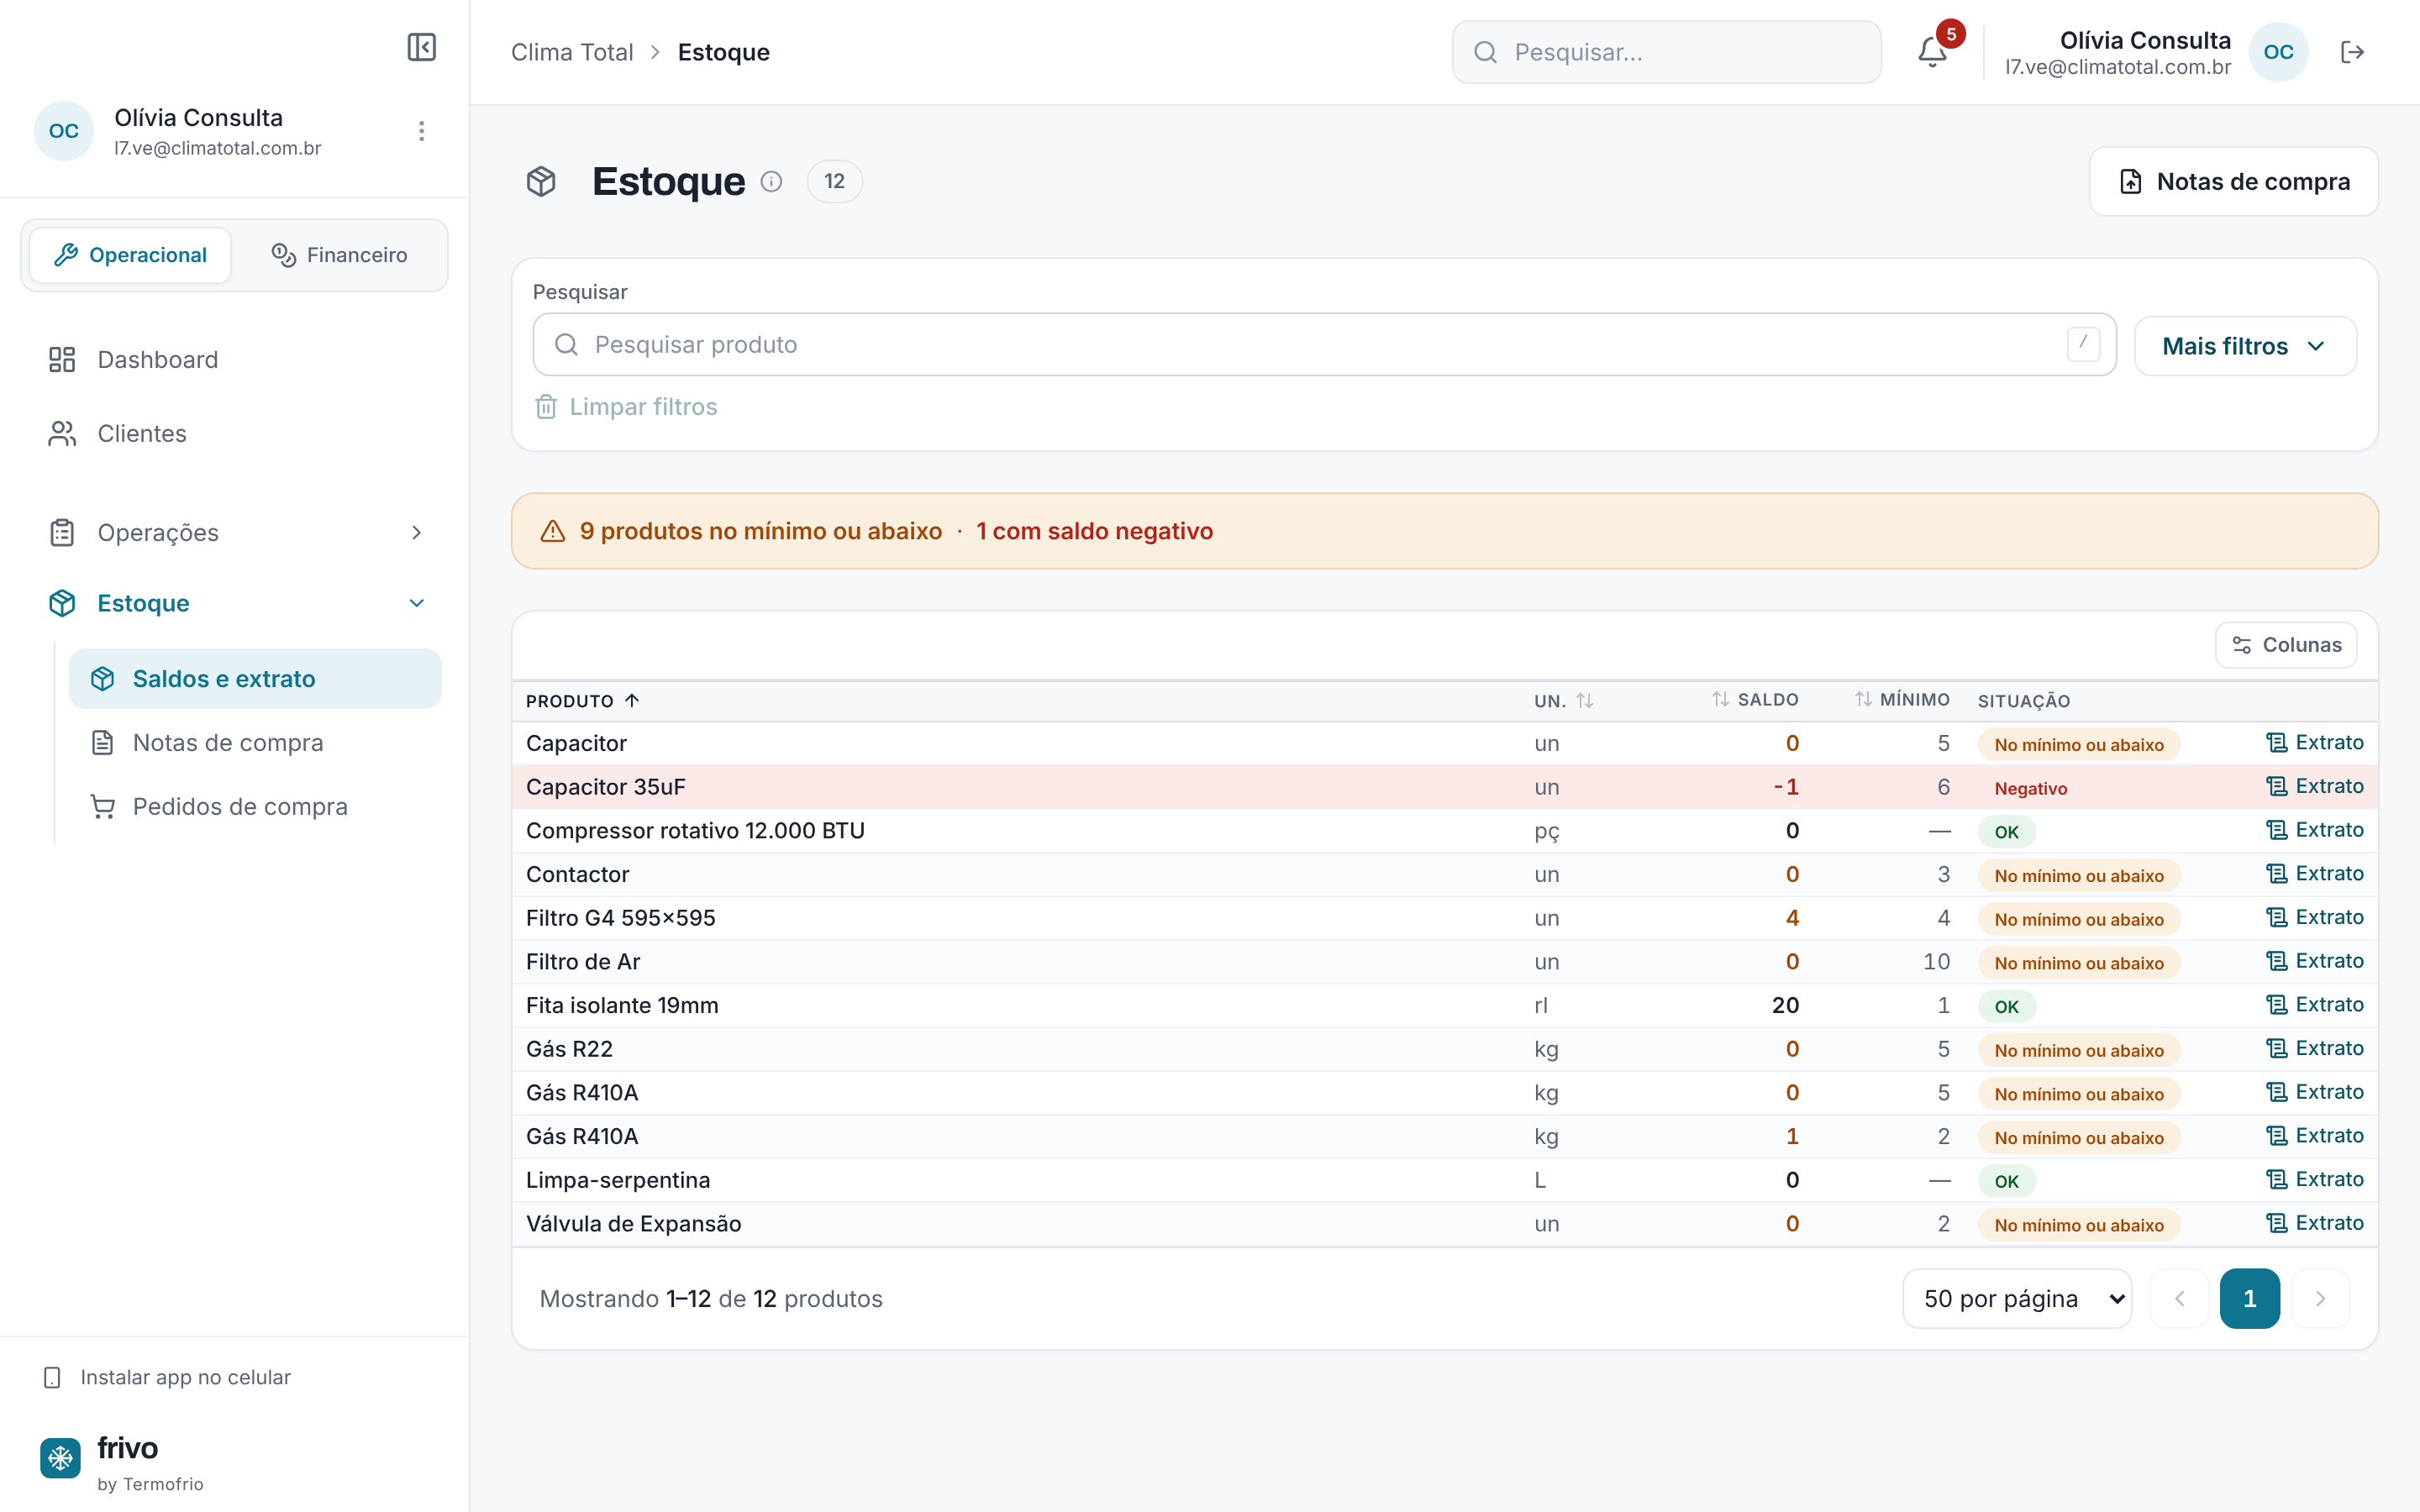 Clima Total > Estoque
Pesquisar...
5
Olívia Consulta
l7.ve@climatotal.com.br
OC
OC
Olívia Consulta
l7.ve@climatotal.com.br
Operacional
Financeiro
Dashboard
Clientes
Operações
Estoque
Saldos e extrato
Notas de compra
Pedidos de compra
Instalar app no celular
frivo
by Termofrio
Estoque 12
Notas de compra
Pesquisar
Pesquisar produto /
Mais filtros
Limpar filtros
9 produtos no mínimo ou abaixo · 1 com saldo negativo
Colunas
PRODUTO UN. SALDO MÍNIMO SITUAÇÃO
Capacitor un 0 5 No mínimo ou abaixo Extrato
Capacitor 35uF un -1 6 Negativo Extrato
Compressor rotativo 12.000 BTU pç 0 — OK Extrato
Contactor un 0 3 No mínimo ou abaixo Extrato
Filtro G4 595×595 un 4 4 No mínimo ou abaixo Extrato
Filtro de Ar un 0 10 No mínimo ou abaixo Extrato
Fita isolante 19mm rl 20 1 OK Extrato
Gás R22 kg 0 5 No mínimo ou abaixo Extrato
Gás R410A kg 0 5 No mínimo ou abaixo Extrato
Gás R410A kg 1 2 No mínimo ou abaixo Extrato
Limpa-serpentina L 0 — OK Extrato
Válvula de Expansão un 0 2 No mínimo ou abaixo Extrato
Mostrando 1–12 de 12 produtos
50 por página
1